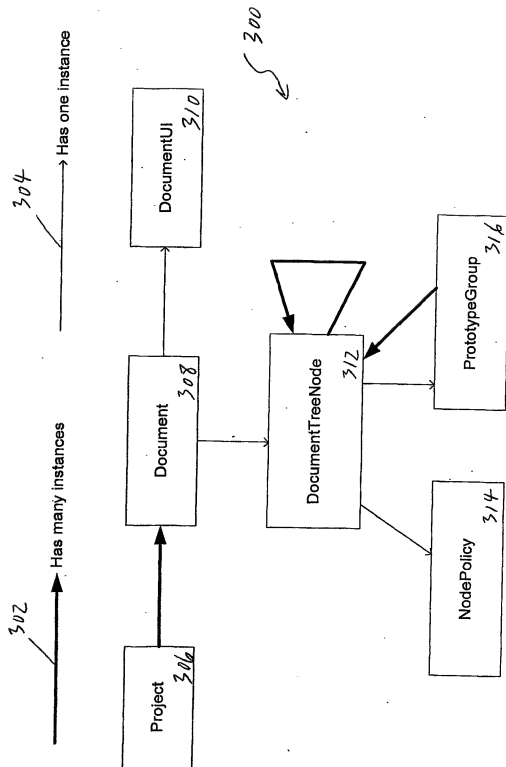 302
Has many instances
304
Has one instance
Project
306
Document
308
DocumentUI
310
300
DocumentTreeNode
312
NodePolicy
314
PrototypeGroup
316